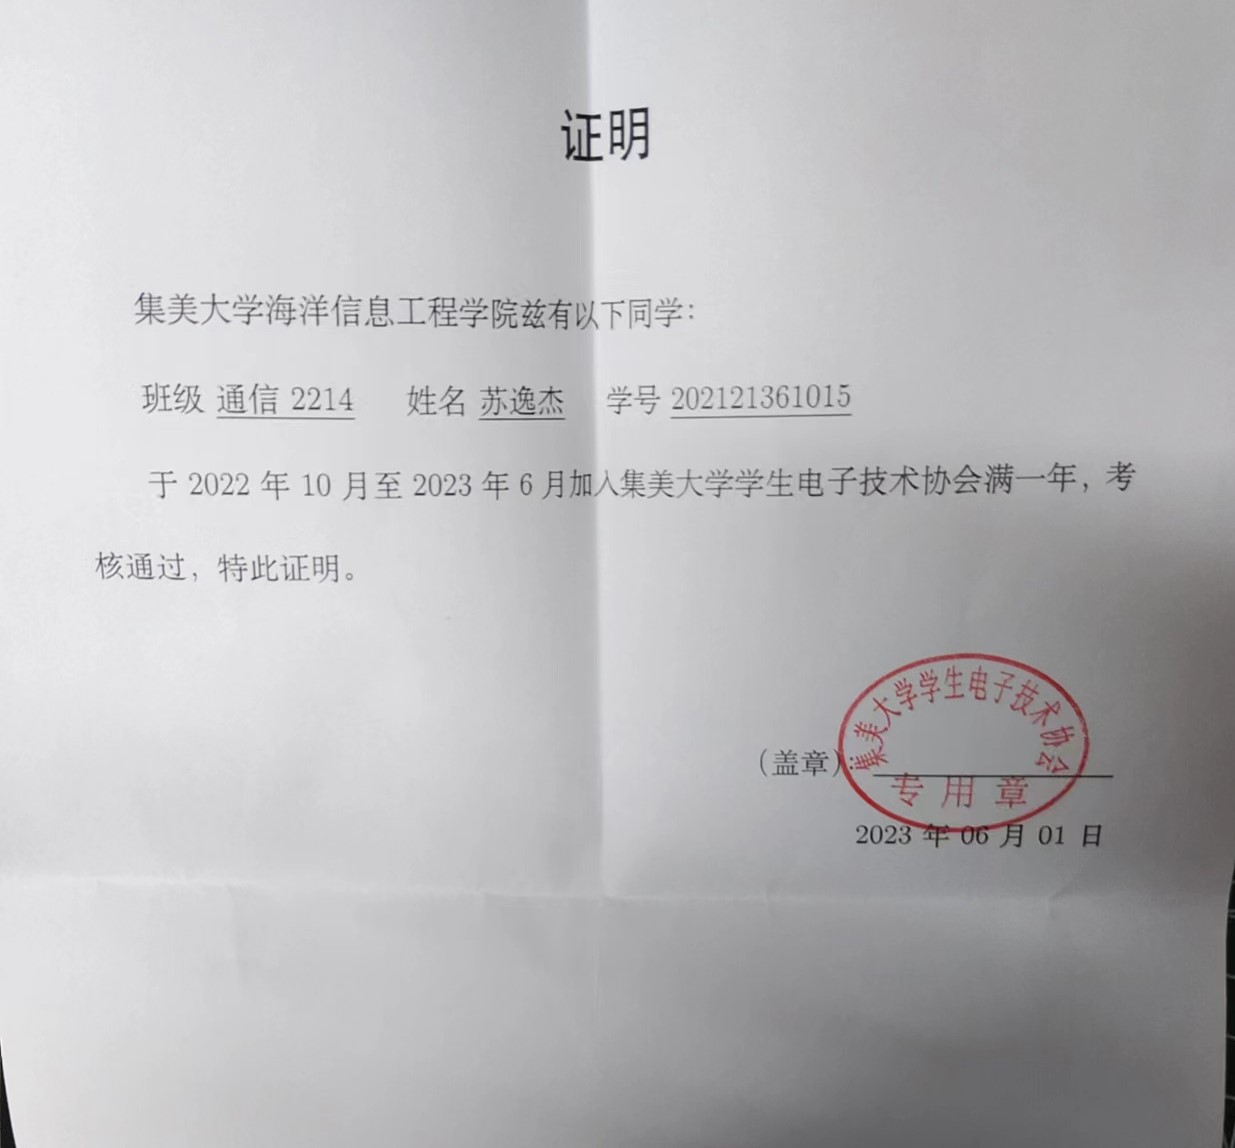 证明
集美大学海洋信息工程学院兹有以下同学：
班级 通信 2214 姓名 苏逸杰 学号 202121361015
于 2022 年 10 月至 2023 年 6 月加入集美大学学生电子技术协会满一年，考
核通过，特此证明。
集美大学学生电子技术协会
（盖章）：
专用章
2023 年 06 月 01 日